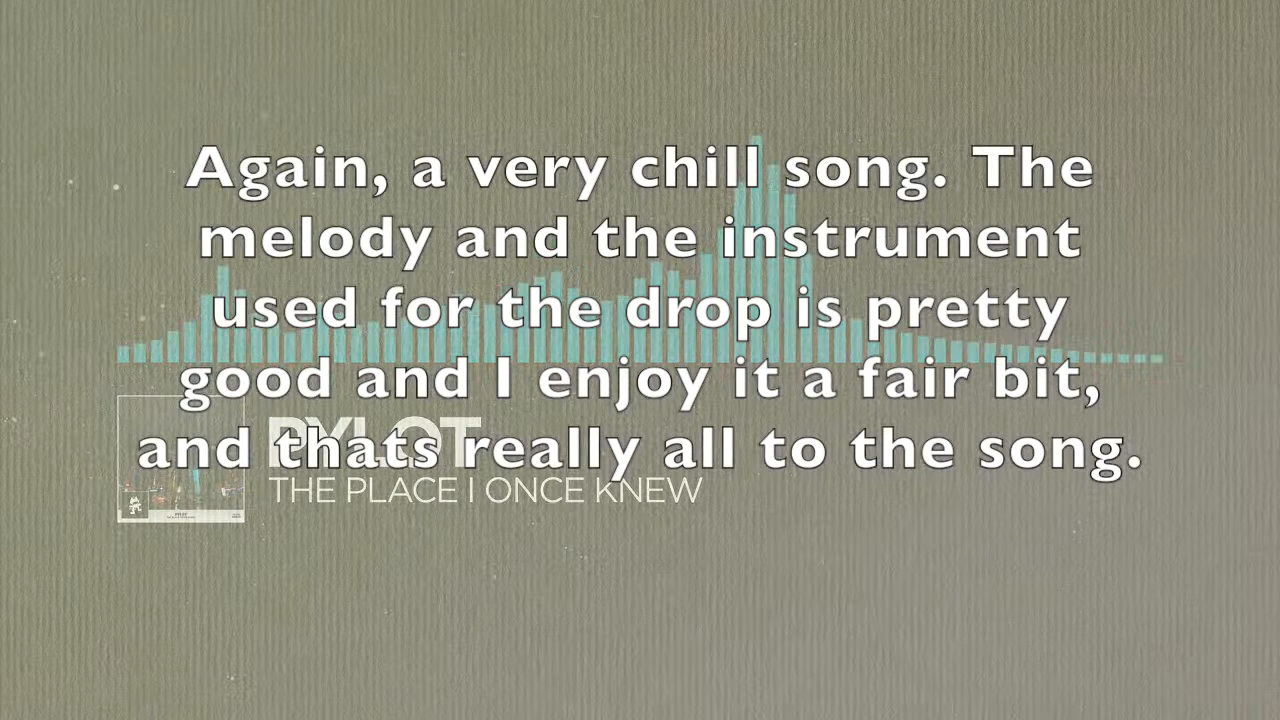 Again, a very chill song. The
melody and the instrument
used for the drop is pretty
good and I enjoy it a fair bit,
and thats really all to the song.
PYLOT
THE PLACE I ONCE KNEW
PYLOT